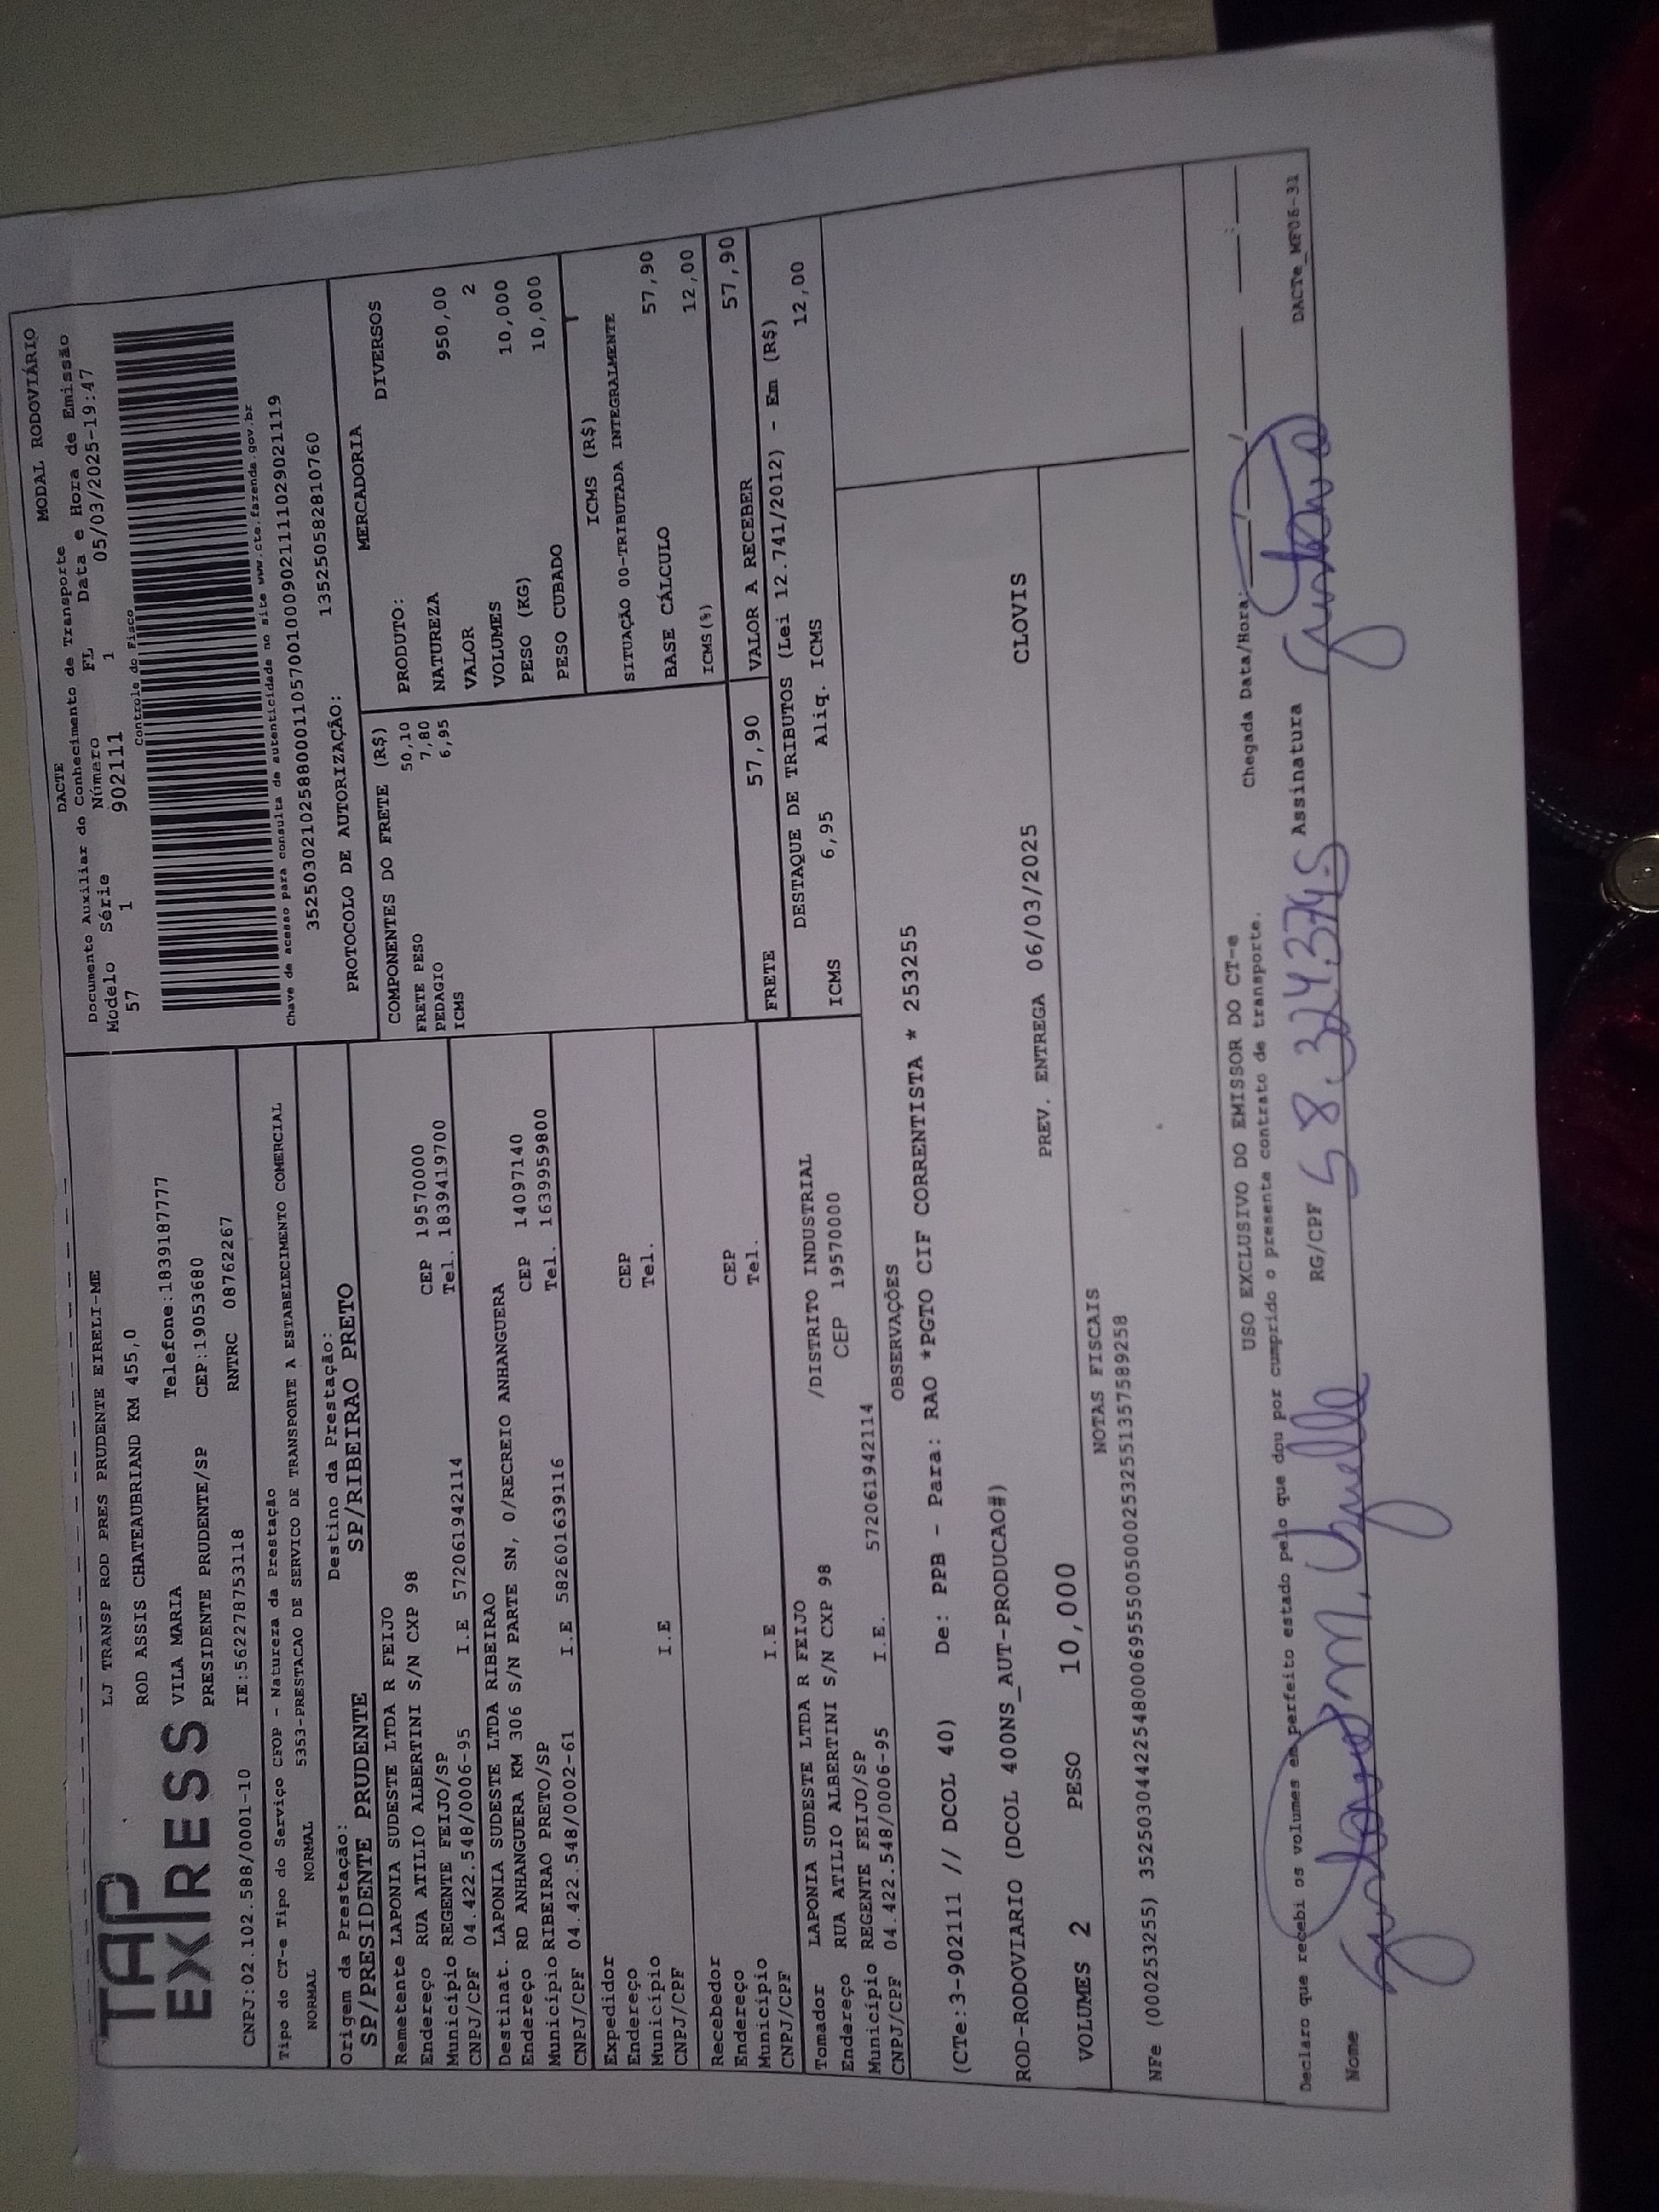 TAP
EXPRESS
LJ TRANSP ROD PRES PRUDENTE EIRELI-ME
ROD ASSIS CHATEAUBRIAND KM 455,0
VILA MARIA Telefone:1839187777
PRESIDENTE PRUDENTE/SP CEP:19053680
CNPJ:02.102.588/0001-10 IE:562278753118 RNTRC 08762267
DACTE MODAL RODOVIÁRIO
Documento Auxiliar do Conhecimento de Transporte
Modelo Série Número FL Data e Hora de Emissão
57 1 902111 1 05/03/2025-19:47
Controle do Fisco
Chave de acesso para consulta de autenticidade no site www.cte.fazenda.gov.br
35250302102588000110570010009021111029021119
PROTOCOLO DE AUTORIZAÇÃO: 135250582810760
Tipo do CT-e Tipo do Serviço CFOP - Natureza da Prestação
NORMAL NORMAL 5353-PRESTACAO DE SERVICO DE TRANSPORTE A ESTABELECIMENTO COMERCIAL
Origem da Prestação: Destino da Prestação:
SP/PRESIDENTE PRUDENTE SP/RIBEIRAO PRETO
Remetente LAPONIA SUDESTE LTDA R FEIJO
Endereço RUA ATILIO ALBERTINI S/N CXP 98
Município REGENTE FEIJO/SP CEP 19570000
CNPJ/CPF 04.422.548/0006-95 I.E 572061942114 Tel. 1839419700
Destinat. LAPONIA SUDESTE LTDA RIBEIRAO
Endereço RD ANHANGUERA KM 306 S/N PARTE SN, 0/RECREIO ANHANGUERA
Município RIBEIRAO PRETO/SP CEP 14097140
CNPJ/CPF 04.422.548/0002-61 I.E 582601639116 Tel. 1639959800
Expedidor
Endereço
Município CEP
CNPJ/CPF I.E Tel.
Recebedor
Endereço
Município CEP
CNPJ/CPF I.E Tel.
Tomador LAPONIA SUDESTE LTDA R FEIJO
Endereço RUA ATILIO ALBERTINI S/N CXP 98 /DISTRITO INDUSTRIAL
Município REGENTE FEIJO/SP CEP 19570000
CNPJ/CPF 04.422.548/0006-95 I.E. 572061942114
COMPONENTES DO FRETE (R$)
FRETE PESO 50,10
PEDAGIO 7,80
ICMS 6,95
MERCADORIA
PRODUTO: DIVERSOS
NATUREZA
VALOR 950,00
VOLUMES 2
PESO (KG) 10,000
PESO CUBADO 10,000
ICMS (R$)
SITUAÇÃO 00-TRIBUTADA INTEGRALMENTE
BASE CÁLCULO 57,90
ICMS(%) 12,00
FRETE 57,90 VALOR A RECEBER 57,90
DESTAQUE DE TRIBUTOS (Lei 12.741/2012) - Em (R$)
ICMS 6,95 Aliq. ICMS 12,00
OBSERVAÇÕES
(CTe:3-902111 // DCOL 40) De: PPB - Para: RAO *PGTO CIF CORRENTISTA * 253255
ROD-RODOVIARIO (DCOL 400NS_AUT-PRODUCAO#) CLOVIS
VOLUMES 2 PESO 10,000 PREV. ENTREGA 06/03/2025
NOTAS FISCAIS
NFe (000253255) 35250304422548000695550050002532551357589258
USO EXCLUSIVO DO EMISSOR DO CT-e
Declaro que recebi os volumes em perfeito estado pelo que dou por cumprido o presente contrato de transporte. Chegada Data/Hora:
Nome Gustavo M. RG/CPF 58.324.374-5 Assinatura Gustavo
DACTe_MF06-31